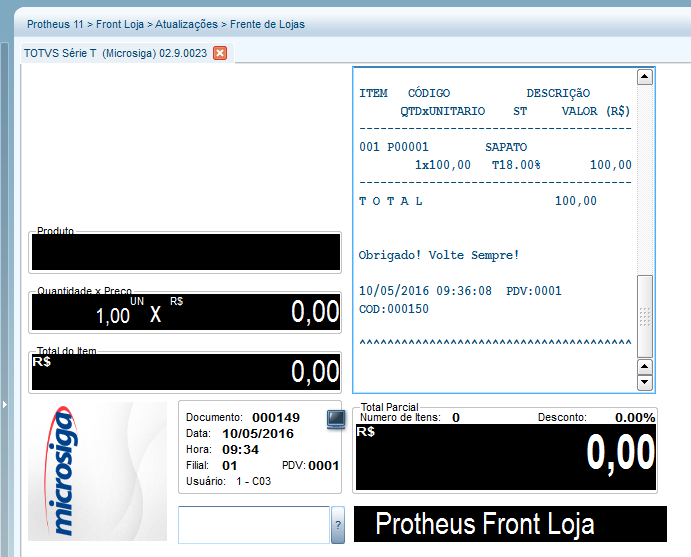 Protheus 11 > Front Loja > Atualizações > Frente de Lojas
TOTVS Série T (Microsiga) 02.9.0023
ITEM CÓDIGO DESCRIÇãO
QTDxUNITARIO ST VALOR (R$)
---------------------------------------
001 P00001 SAPATO
1x100,00 T18.00% 100,00
---------------------------------------
T O T A L 100,00
Obrigado! Volte Sempre!
10/05/2016 09:36:08 PDV:0001
COD:000150
^^^^^^^^^^^^^^^^^^^^^^^^^^^^^^^^^^^^^^^
Produto
Quantidade x Preço
1,00 UN X R$ 0,00
Total do Item
R$ 0,00
microsiga
Documento: 000149
Data: 10/05/2016
Hora: 09:34
Filial: 01 PDV: 0001
Usuário: 1 - C03
?
Total Parcial
Numero de Itens: 0 Desconto: 0.00%
R$ 0,00
Protheus Front Loja